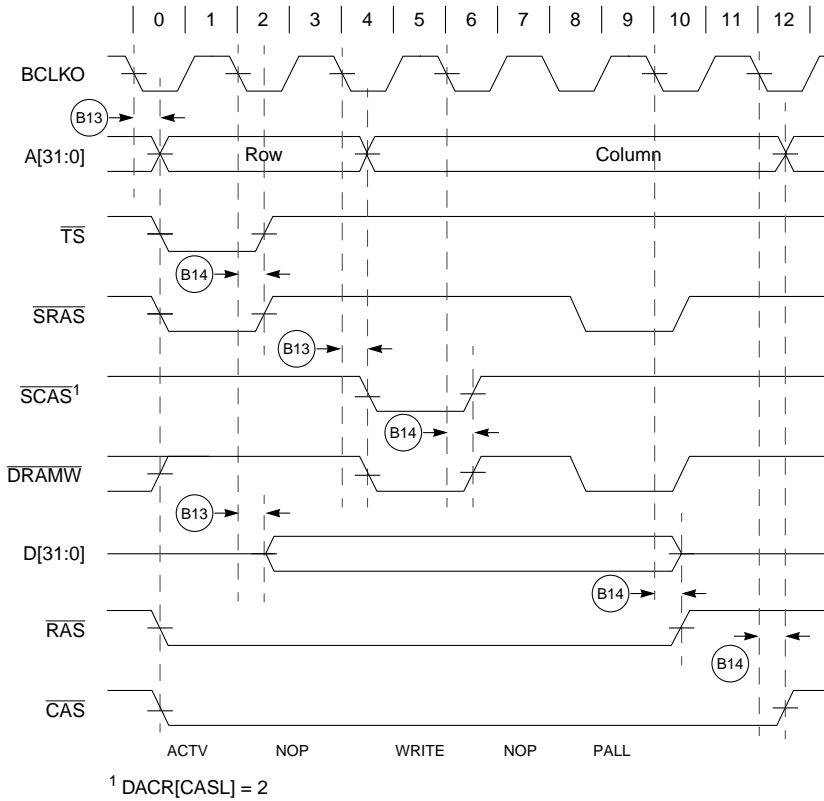 0 1 2 3 4 5 6 7 8 9 10 11 12
BCLKO
B13
A[31:0] Row Column
TS
B14
SRAS
B13
SCAS¹
B14
DRAMW
B13
D[31:0]
B14
RAS
B14
CAS
ACTV NOP WRITE NOP PALL
¹ DACR[CASL] = 2